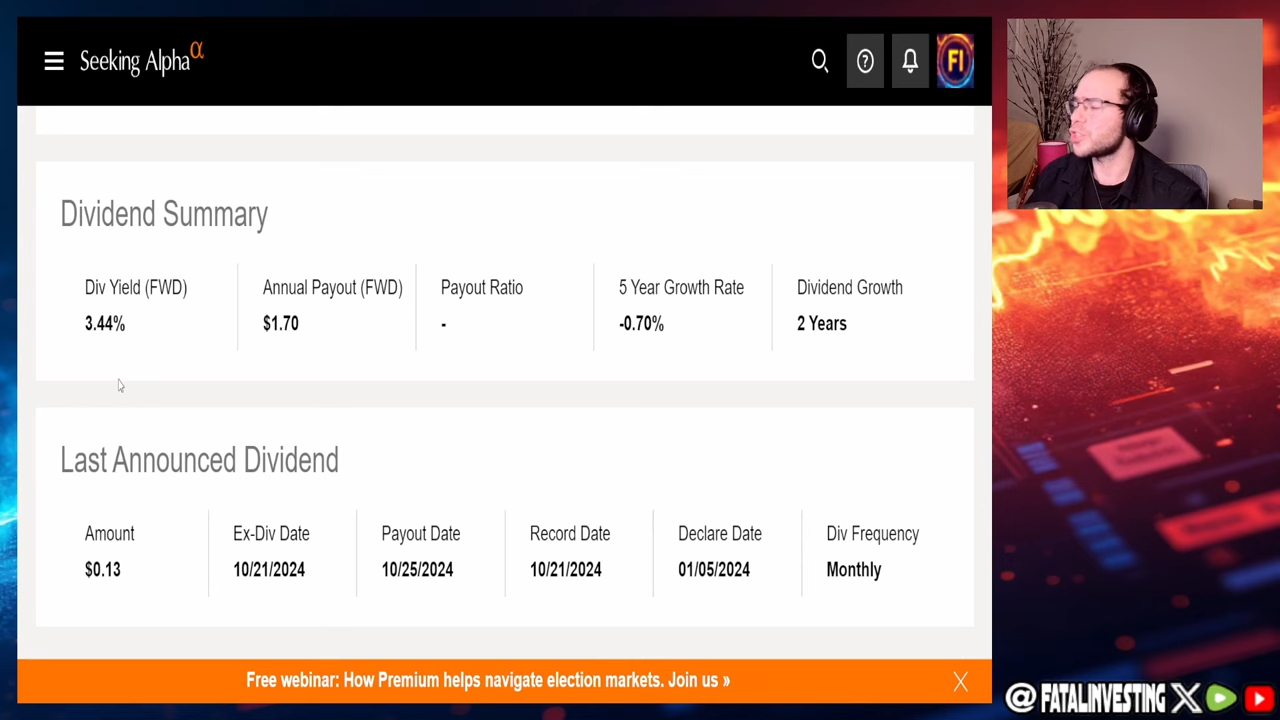 Seeking Alpha α
FI
Dividend Summary
Div Yield (FWD) Annual Payout (FWD) Payout Ratio 5 Year Growth Rate Dividend Growth
3.44% $1.70 - -0.70% 2 Years
Last Announced Dividend
Amount Ex-Div Date Payout Date Record Date Declare Date Div Frequency
$0.13 10/21/2024 10/25/2024 10/21/2024 01/05/2024 Monthly
Free webinar: How Premium helps navigate election markets. Join us » X
@FATALINVESTING X